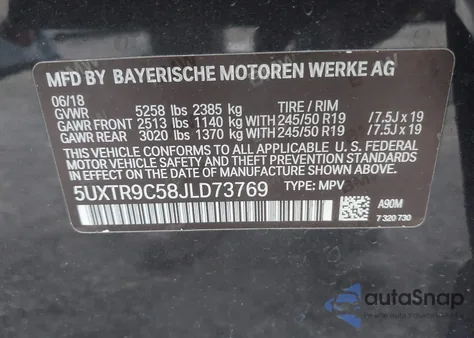 MFD BY BAYERISCHE MOTOREN WERKE AG
06/18
GVWR 5258 lbs 2385 kg TIRE / RIM
GAWR FRONT 2513 lbs 1140 kg WITH 245/50 R19 /7.5J x 19
GAWR REAR 3020 lbs 1370 kg WITH 245/50 R19 /7.5J x 19
THIS VEHICLE CONFORMS TO ALL APPLICABLE U. S. FEDERAL
MOTOR VEHICLE SAFETY, BUMPER, AND THEFT PREVENTION
STANDARDS IN EFFECT ON THE DATE OF MANUFACTURE SHOWN ABOVE.
5UXTR9C58JLD73769 TYPE: MPV A90M
7 320 730
autoSnap